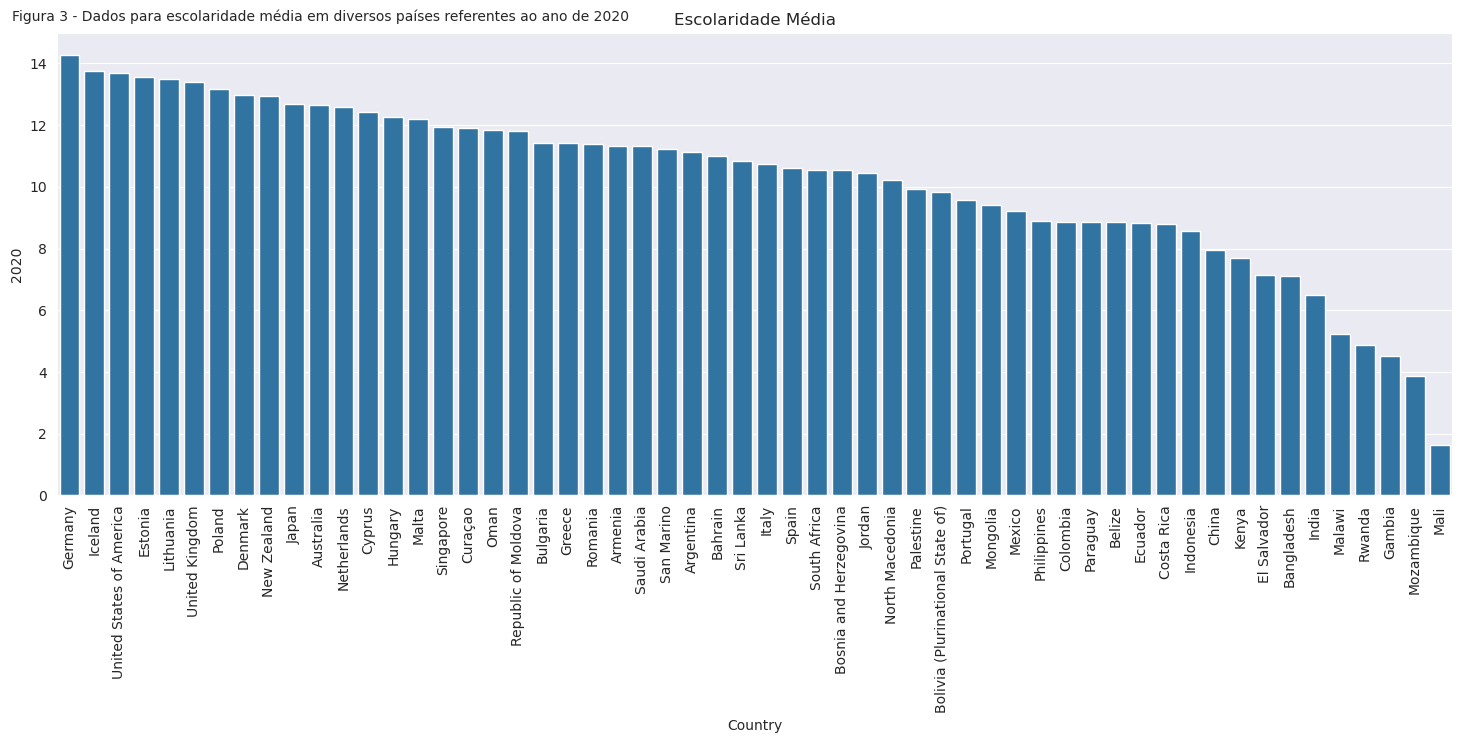 Figura 3 - Dados para escolaridade média em diversos países referentes ao ano de 2020
Escolaridade Média
14
12
10
8
6
4
2
0
2020
Germany
Iceland
United States of America
Estonia
Lithuania
United Kingdom
Poland
Denmark
New Zealand
Japan
Australia
Netherlands
Cyprus
Hungary
Malta
Singapore
Curaçao
Oman
Republic of Moldova
Bulgaria
Greece
Romania
Armenia
Saudi Arabia
San Marino
Argentina
Bahrain
Sri Lanka
Italy
Spain
South Africa
Bosnia and Herzegovina
Jordan
North Macedonia
Palestine
Bolivia (Plurinational State of)
Portugal
Mongolia
Mexico
Philippines
Colombia
Paraguay
Belize
Ecuador
Costa Rica
Indonesia
China
Kenya
El Salvador
Bangladesh
India
Malawi
Rwanda
Gambia
Mozambique
Mali
Country